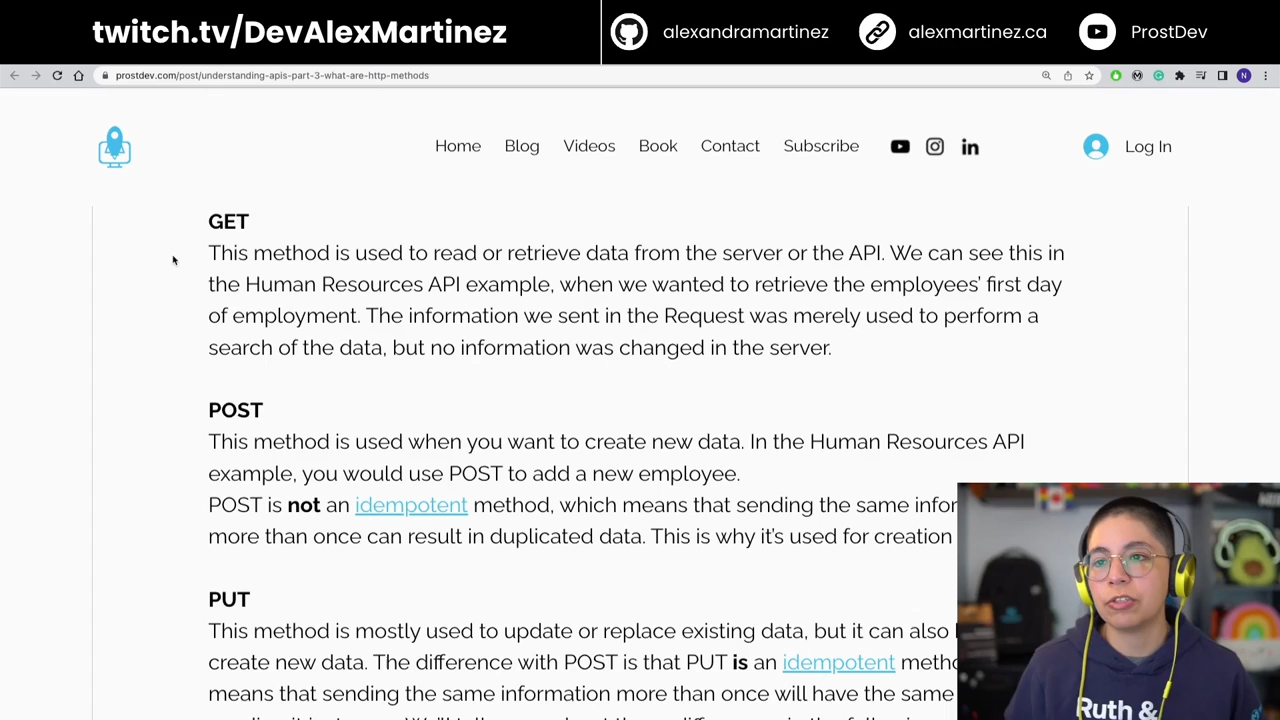 twitch.tv/DevAlexMartinez
alexandramartinez
alexmartinez.ca
ProstDev
prostdev.com/post/understanding-apis-part-3-what-are-http-methods
N
Home Blog Videos Book Contact Subscribe
Log In
GET
This method is used to read or retrieve data from the server or the API. We can see this in
the Human Resources API example, when we wanted to retrieve the employees’ first day
of employment. The information we sent in the Request was merely used to perform a
search of the data, but no information was changed in the server.
POST
This method is used when you want to create new data. In the Human Resources API
example, you would use POST to add a new employee.
POST is not an idempotent method, which means that sending the same infor
more than once can result in duplicated data. This is why it’s used for creation
PUT
This method is mostly used to update or replace existing data, but it can also
create new data. The difference with POST is that PUT is an idempotent metho
means that sending the same information more than once will have the same
Ruth &